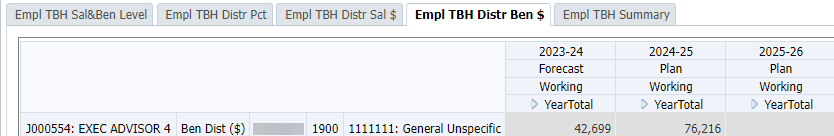 Empl TBH Sal&Ben Level Empl TBH Distr Pct Empl TBH Distr Sal $ Empl TBH Distr Ben $ Empl TBH Summary
2023-24 2024-25 2025-26
Forecast Plan Plan
Working Working Working
YearTotal YearTotal YearTotal
J000554: EXEC ADVISOR 4 Ben Dist ($) 1900 1111111: General Unspecific 42,699 76,216